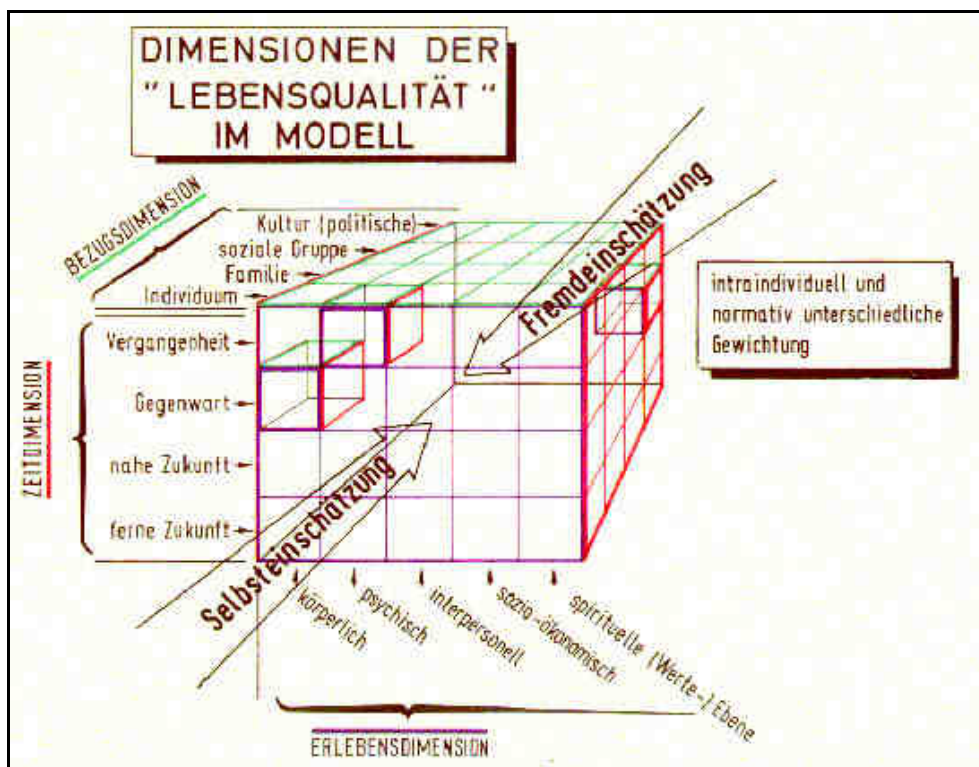 DIMENSIONEN DER
"LEBENSQUALITÄT"
IM MODELL
BEZUGSDIMENSION
Kultur (politische)
soziale Gruppe
Familie
Individuum
Fremdeinschätzung
intraindividuell und
normativ unterschiedliche
Gewichtung
ZEITDIMENSION
Vergangenheit
Gegenwart
nahe Zukunft
ferne Zukunft
Selbsteinschätzung
körperlich
psychisch
interpersonell
sozio-ökonomisch
spirituelle (Werte-) Ebene
ERLEBENSDIMENSION